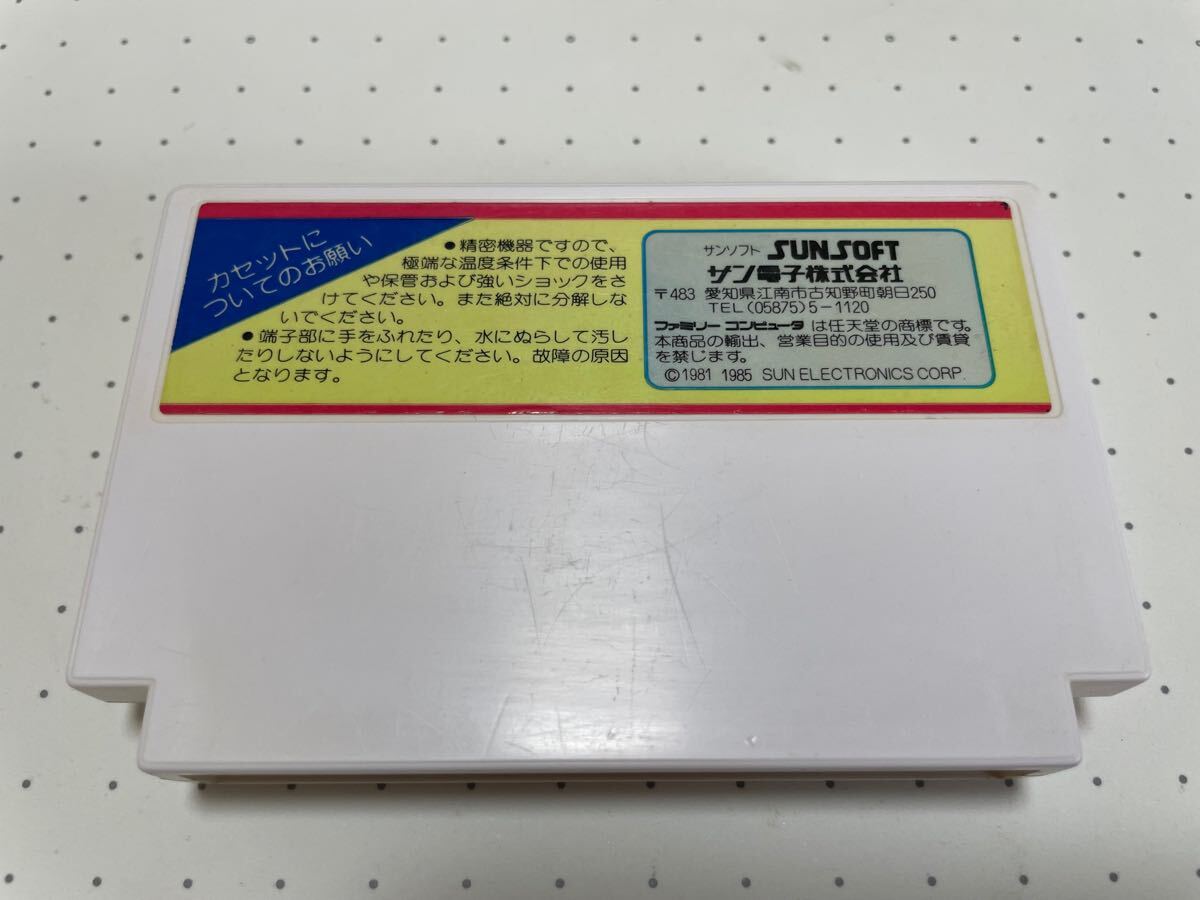 カセットに
ついてのお願い
●精密機器ですので、
極端な温度条件下での使用
や保管および強いショックをさ
けてください。また絶対に分解しな
いでください。
●端子部に手をふれたり、水にぬらして汚し
たりしないようにしてください。故障の原因
となります。
サンソフト SUNSOFT
サン電子株式会社
〒483 愛知県江南市古知野町朝日250
TEL(05875)5-1120
ファミリー コンピュータ は任天堂の商標です。
本商品の輸出、営業目的の使用及び賃貸
を禁じます。
©1981 1985 SUN ELECTRONICS CORP.